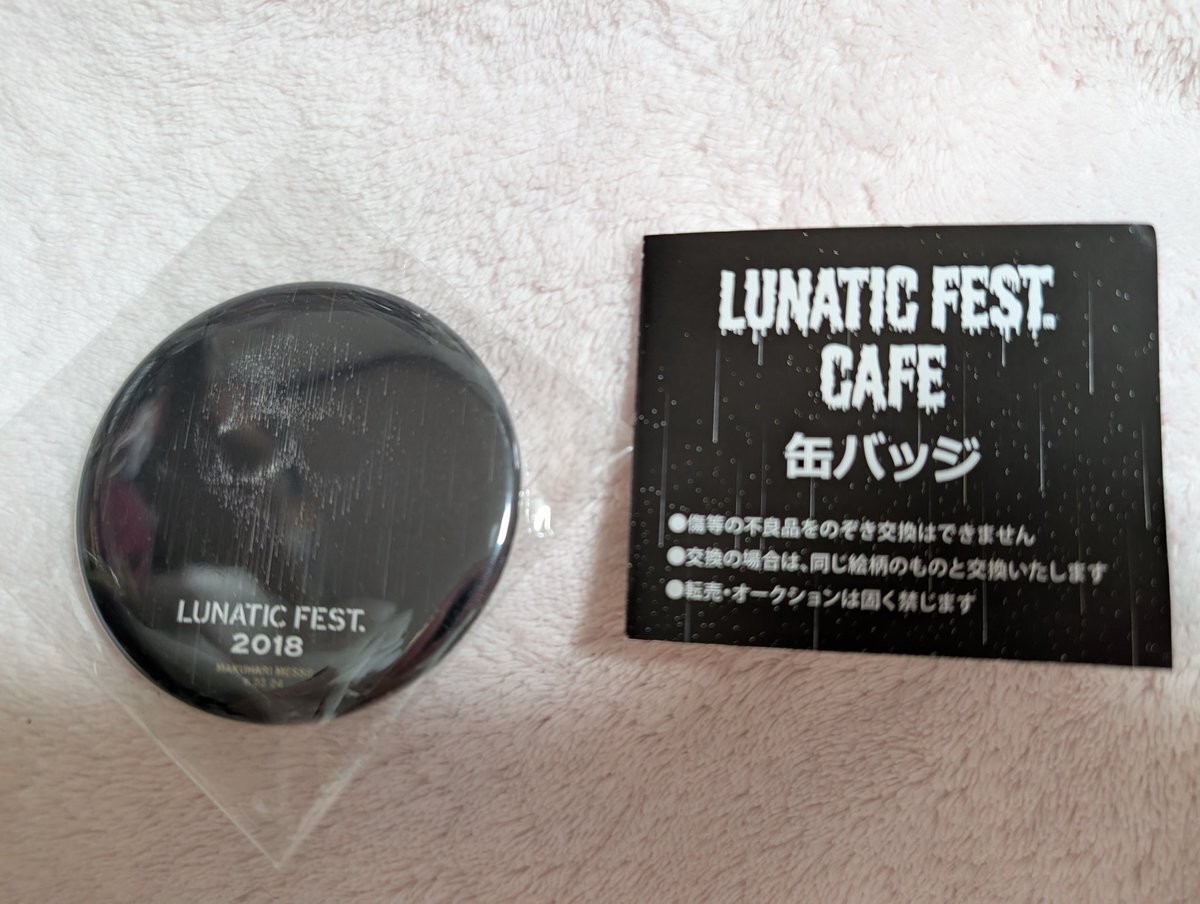 LUNATIC FEST.
2018
MAKUHARI MESSE
LUNATIC FEST.
CAFE
缶バッジ
●傷等の不良品をのぞき交換はできません
●交換の場合は、同じ絵柄のものと交換いたします
●転売・オークションは固く禁じます